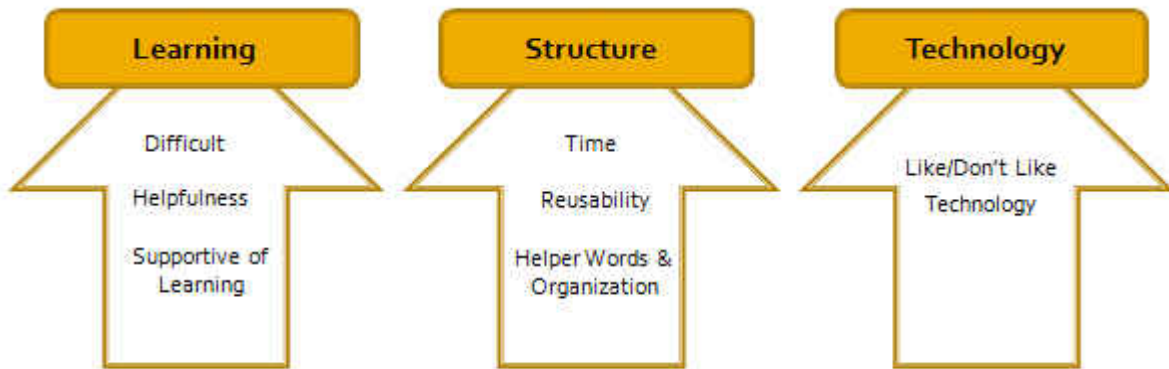 Learning
Difficult
Helpfulness
Supportive of
Learning
Structure
Time
Reusability
Helper Words &
Organization
Technology
Like/Don't Like
Technology